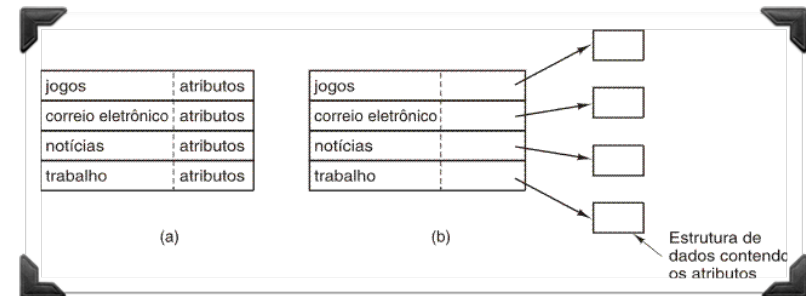 jogos atributos
correio eletrônico atributos
notícias atributos
trabalho atributos
(a)
jogos
correio eletrônico
notícias
trabalho
(b)
Estrutura de
dados contendo
os atributos